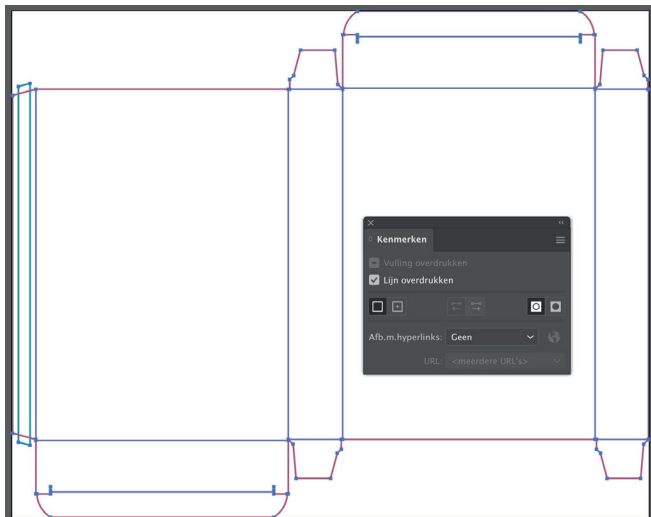 Kenmerken
Vulling overdrukken
Lijn overdrukken
Afb.m.hyperlinks: Geen
URL: <meerdere URL's>